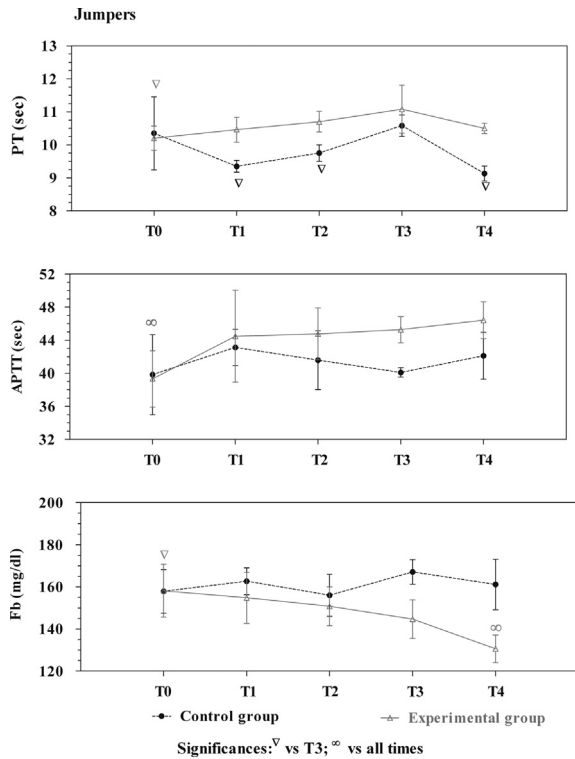 Jumpers
PT (sec)
13
12
11
10
9
8
∇
∇
∇
∇
T0 T1 T2 T3 T4
APTT (sec)
52
48
44
40
36
32
∞
T0 T1 T2 T3 T4
Fb (mg/dl)
200
180
160
140
120
∇
∞
T0 T1 T2 T3 T4
Control group Experimental group
Significances:∇ vs T3; ∞ vs all times